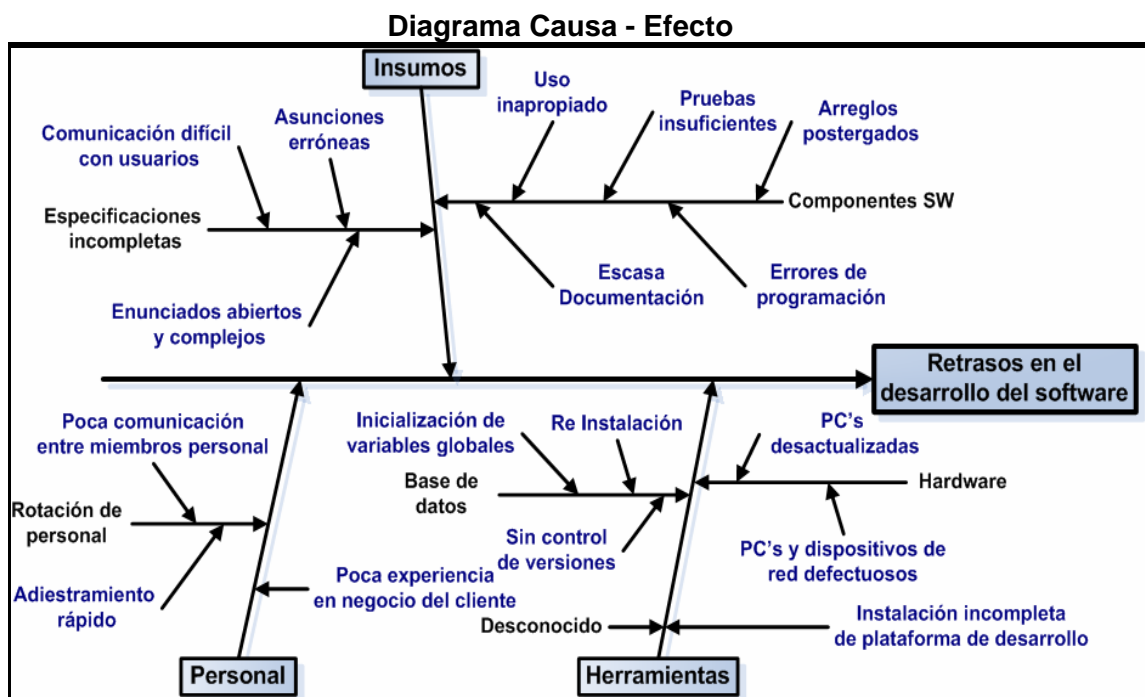 Diagrama Causa - Efecto
Insumos
Comunicación difícil
con usuarios
Asunciones
erróneas
Uso
inapropiado
Pruebas
insuficientes
Arreglos
postergados
Especificaciones
incompletas
Componentes SW
Enunciados abiertos
y complejos
Escasa
Documentación
Errores de
programación
Retrasos en el
desarrollo del software
Poca comunicación
entre miembros personal
Inicialización de
variables globales
Re Instalación
PC's
desactualizadas
Rotación de
personal
Base de
datos
Hardware
Adiestramiento
rápido
Poca experiencia
en negocio del cliente
Sin control
de versiones
PC's y dispositivos de
red defectuosos
Desconocido
Instalación incompleta
de plataforma de desarrollo
Personal
Herramientas